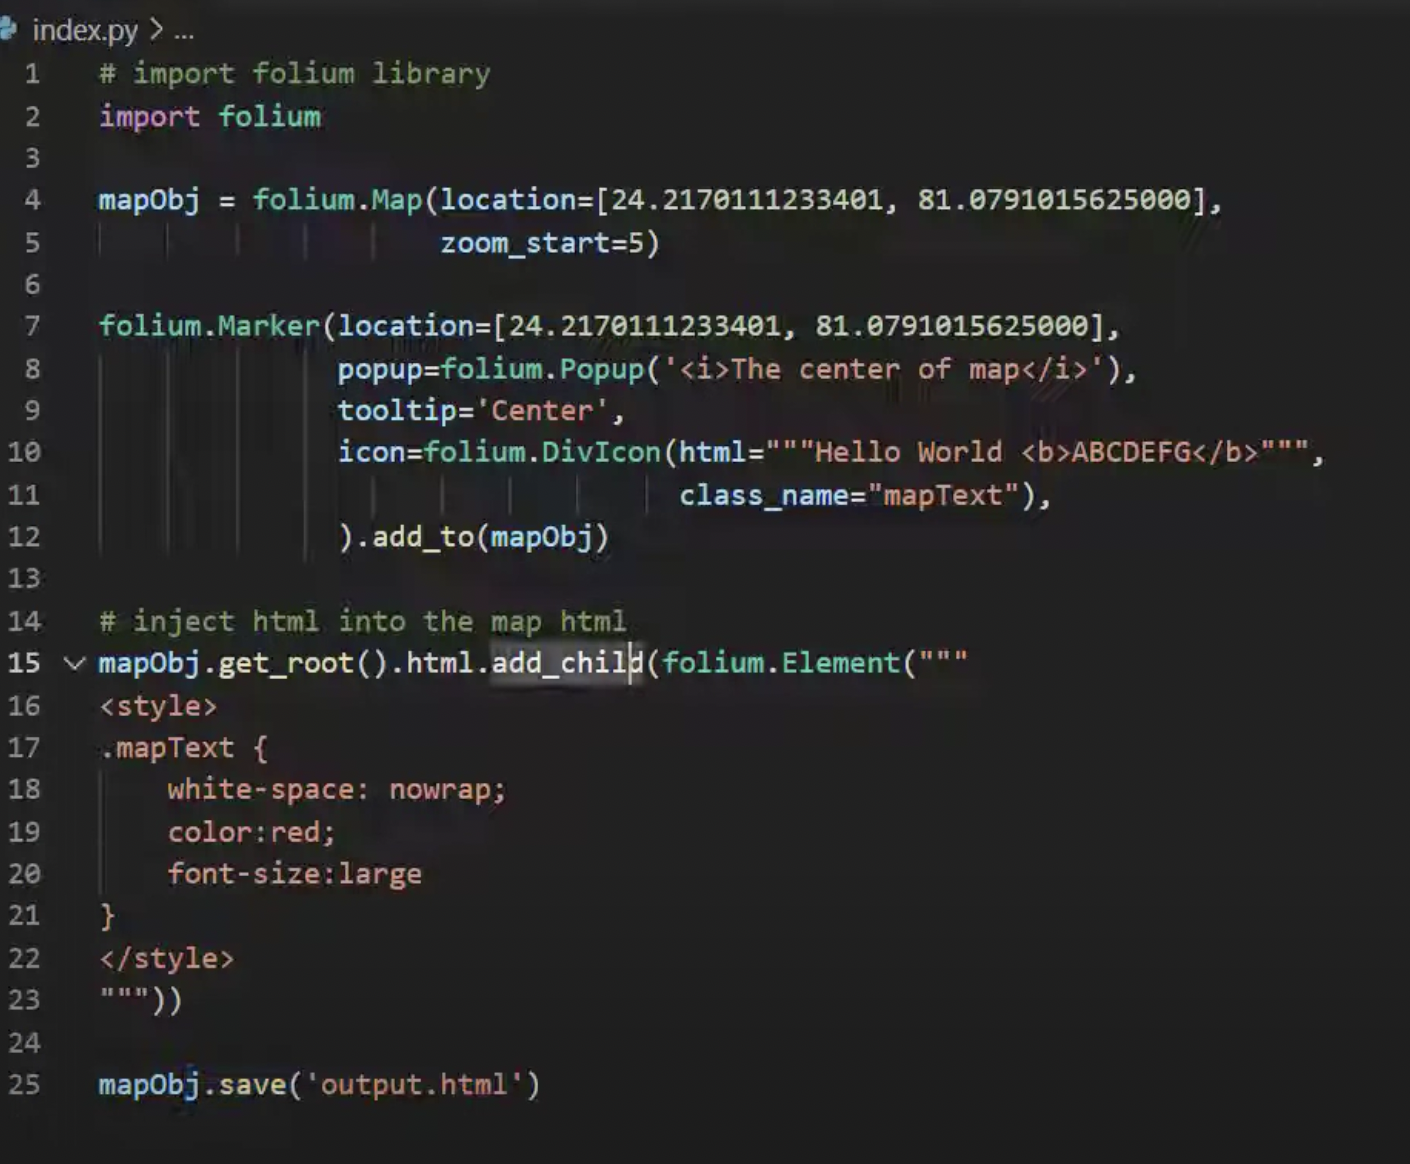 index.py > ...
1 # import folium library
2 import folium
3
4 mapObj = folium.Map(location=[24.2170111233401, 81.0791015625000],
5                     zoom_start=5)
6
7 folium.Marker(location=[24.2170111233401, 81.0791015625000],
8               popup=folium.Popup('<i>The center of map</i>'),
9               tooltip='Center',
10              icon=folium.DivIcon(html="""Hello World <b>ABCDEFG</b>""",
11                                  class_name="mapText"),
12              ).add_to(mapObj)
13
14 # inject html into the map html
15 mapObj.get_root().html.add_child(folium.Element("""
16 <style>
17 .mapText {
18     white-space: nowrap;
19     color:red;
20     font-size:large
21 }
22 </style>
23 """))
24
25 mapObj.save('output.html')